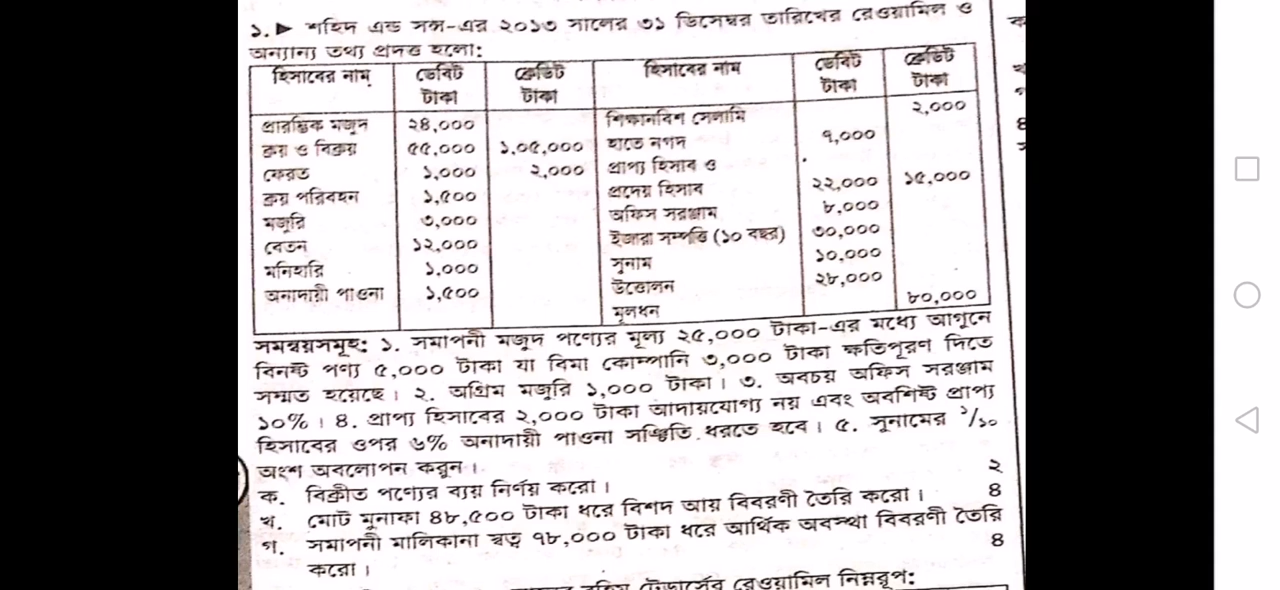 ১.▶ শহিদ এন্ড সন্স-এর ২০১৩ সালের ৩১ ডিসেম্বর তারিখের রেওয়ামিল ও
অন্যান্য তথ্য প্রদত্ত হলো:
হিসাবের নাম ডেবিট টাকা ক্রেডিট টাকা হিসাবের নাম ডেবিট টাকা ক্রেডিট টাকা
প্রারম্ভিক মজুদ ২৪,০০০ শিক্ষানবিশ সেলামি ২,০০০
ক্রয় ও বিক্রয় ৫৫,০০০ ১,০৫,০০০ হাতে নগদ ৭,০০০
ফেরত ১,০০০ ২,০০০ প্রাপ্য হিসাব ও
ক্রয় পরিবহন ১,৫০০ প্রদেয় হিসাব ২২,০০০ ১৫,০০০
মজুরি ৩,০০০ অফিস সরঞ্জাম ৮,০০০
বেতন ১২,০০০ ইজারা সম্পত্তি (১০ বছর) ৩০,০০০
মনিহারি ১,০০০ সুনাম ১০,০০০
অনাদায়ী পাওনা ১,৫০০ উত্তোলন ২৮,০০০
মূলধন ৮০,০০০
সমন্বয়সমূহ: ১. সমাপনী মজুদ পণ্যের মূল্য ২৫,০০০ টাকা-এর মধ্যে আগুনে
বিনষ্ট পণ্য ৫,০০০ টাকা যা বিমা কোম্পানি ৩,০০০ টাকা ক্ষতিপূরণ দিতে
সম্মত হয়েছে। ২. অগ্রিম মজুরি ১,০০০ টাকা। ৩. অবচয় অফিস সরঞ্জাম
১০%। ৪. প্রাপ্য হিসাবের ২,০০০ টাকা আদায়যোগ্য নয় এবং অবশিষ্ট প্রাপ্য
হিসাবের ওপর ৬% অনাদায়ী পাওনা সঞ্চিতি ধরতে হবে। ৫. সুনামের ১/১০
অংশ অবলোপন করুন।
ক. বিক্রীত পণ্যের ব্যয় নির্ণয় করো। ২
খ. মোট মুনাফা ৪৮,৫০০ টাকা ধরে বিশদ আয় বিবরণী তৈরি করো। ৪
গ. সমাপনী মালিকানা স্বত্ব ৭৮,০০০ টাকা ধরে আর্থিক অবস্থা বিবরণী তৈরি
করো। ৪
ট্রেডার্সের রেওয়ামিল নিম্নরূপ: